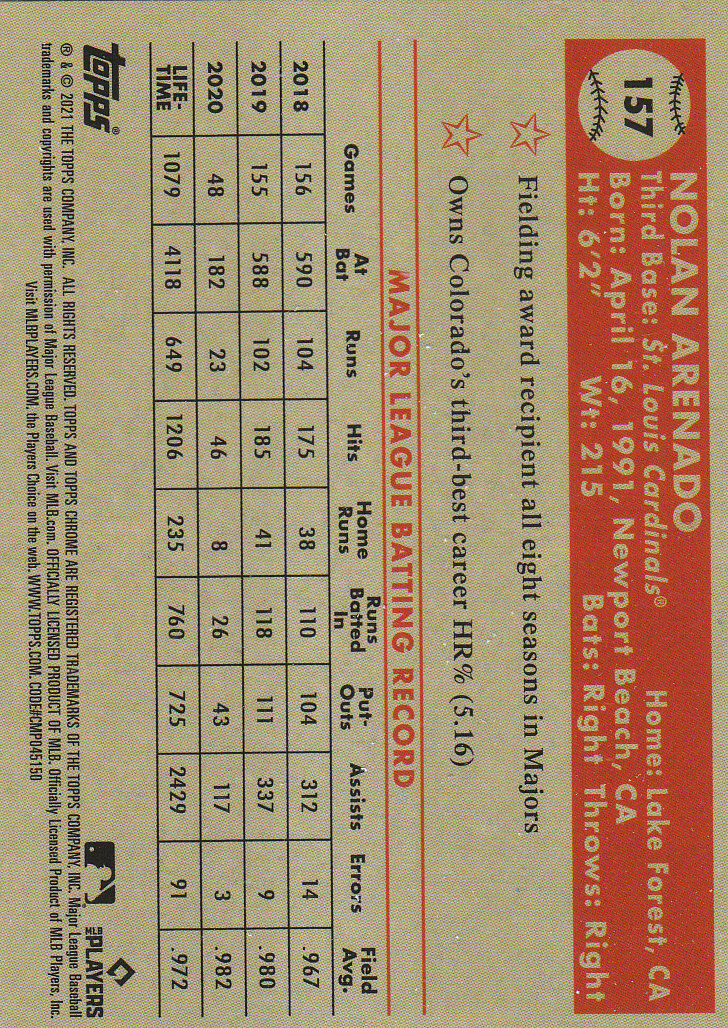 157
NOLAN ARENADO
Third Base: St. Louis Cardinals® Home: Lake Forest, CA
Born: April 16, 1991, Newport Beach, CA
Ht: 6'2" Wt: 215 Bats: Right Throws: Right
Fielding award recipient all eight seasons in Majors
Owns Colorado's third-best career HR% (5.16)
MAJOR LEAGUE BATTING RECORD
Games At Bat Runs Hits Home Runs Runs Batted In Put-Outs Assists Errors Field Avg.
2018 156 590 104 175 38 110 104 312 14 .967
2019 155 588 102 185 41 118 111 337 9 .980
2020 48 182 23 46 8 26 43 117 3 .982
LIFE-TIME 1079 4118 649 1206 235 760 725 2429 91 .972
topps®
MLB PLAYERS
® & © 2021 THE TOPPS COMPANY, INC. ALL RIGHTS RESERVED. TOPPS AND TOPPS CHROME ARE REGISTERED TRADEMARKS OF THE TOPPS COMPANY, INC. Major League Baseball
trademarks and copyrights are used with permission of Major League Baseball. Visit MLB.com. OFFICIALLY LICENSED PRODUCT OF MLB. Officially Licensed Product of MLB Players, Inc.
Visit MLBPLAYERS.COM, the Players Choice on the web. WWW.TOPPS.COM. CODE#CMP045150